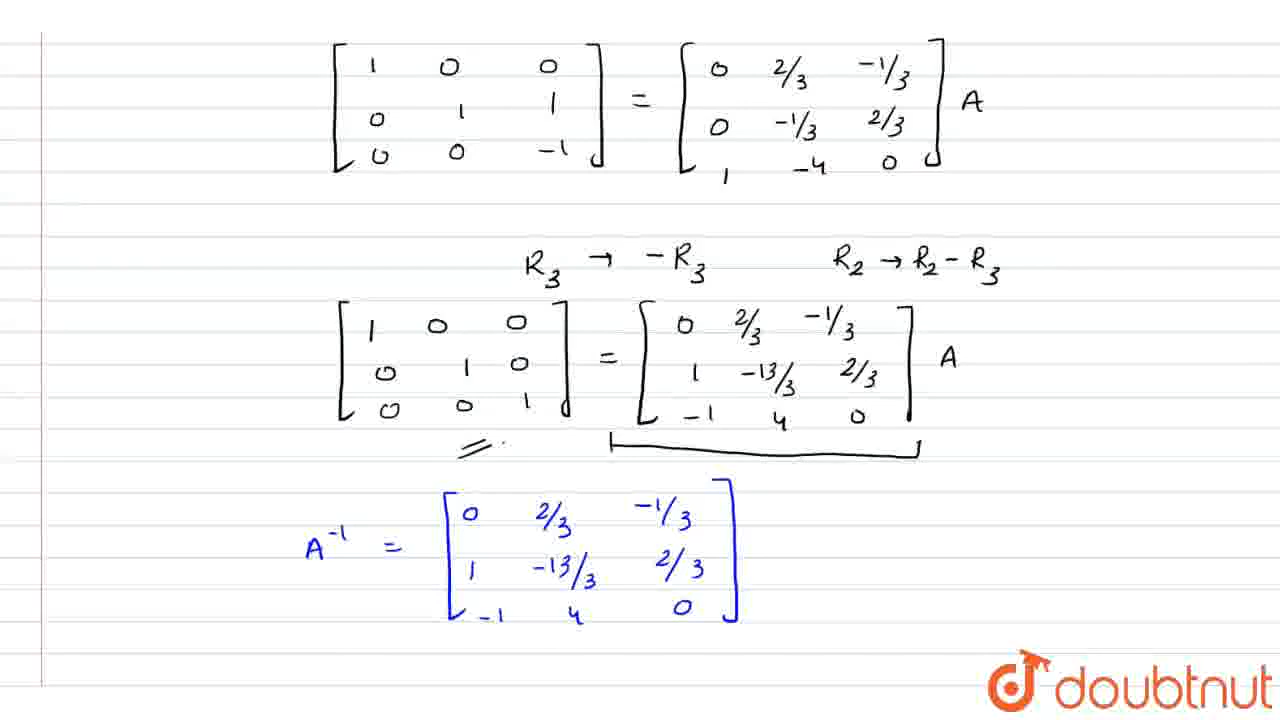 [ 1 0 0 ] = [ 0 2/3 -1/3 ] A
[ 0 1 1 ] [ 0 -1/3 2/3 ]
[ 0 0 -1 ] [ 1 -4 0 ]
R3 → -R3 R2 → R2 - R3
[ 1 0 0 ] = [ 0 2/3 -1/3 ] A
[ 0 1 0 ] [ 1 -13/3 2/3 ]
[ 0 0 1 ] [ -1 4 0 ]
A-1 = [ 0 2/3 -1/3 ]
[ 1 -13/3 2/3 ]
[ -1 4 0 ]
doubtnut